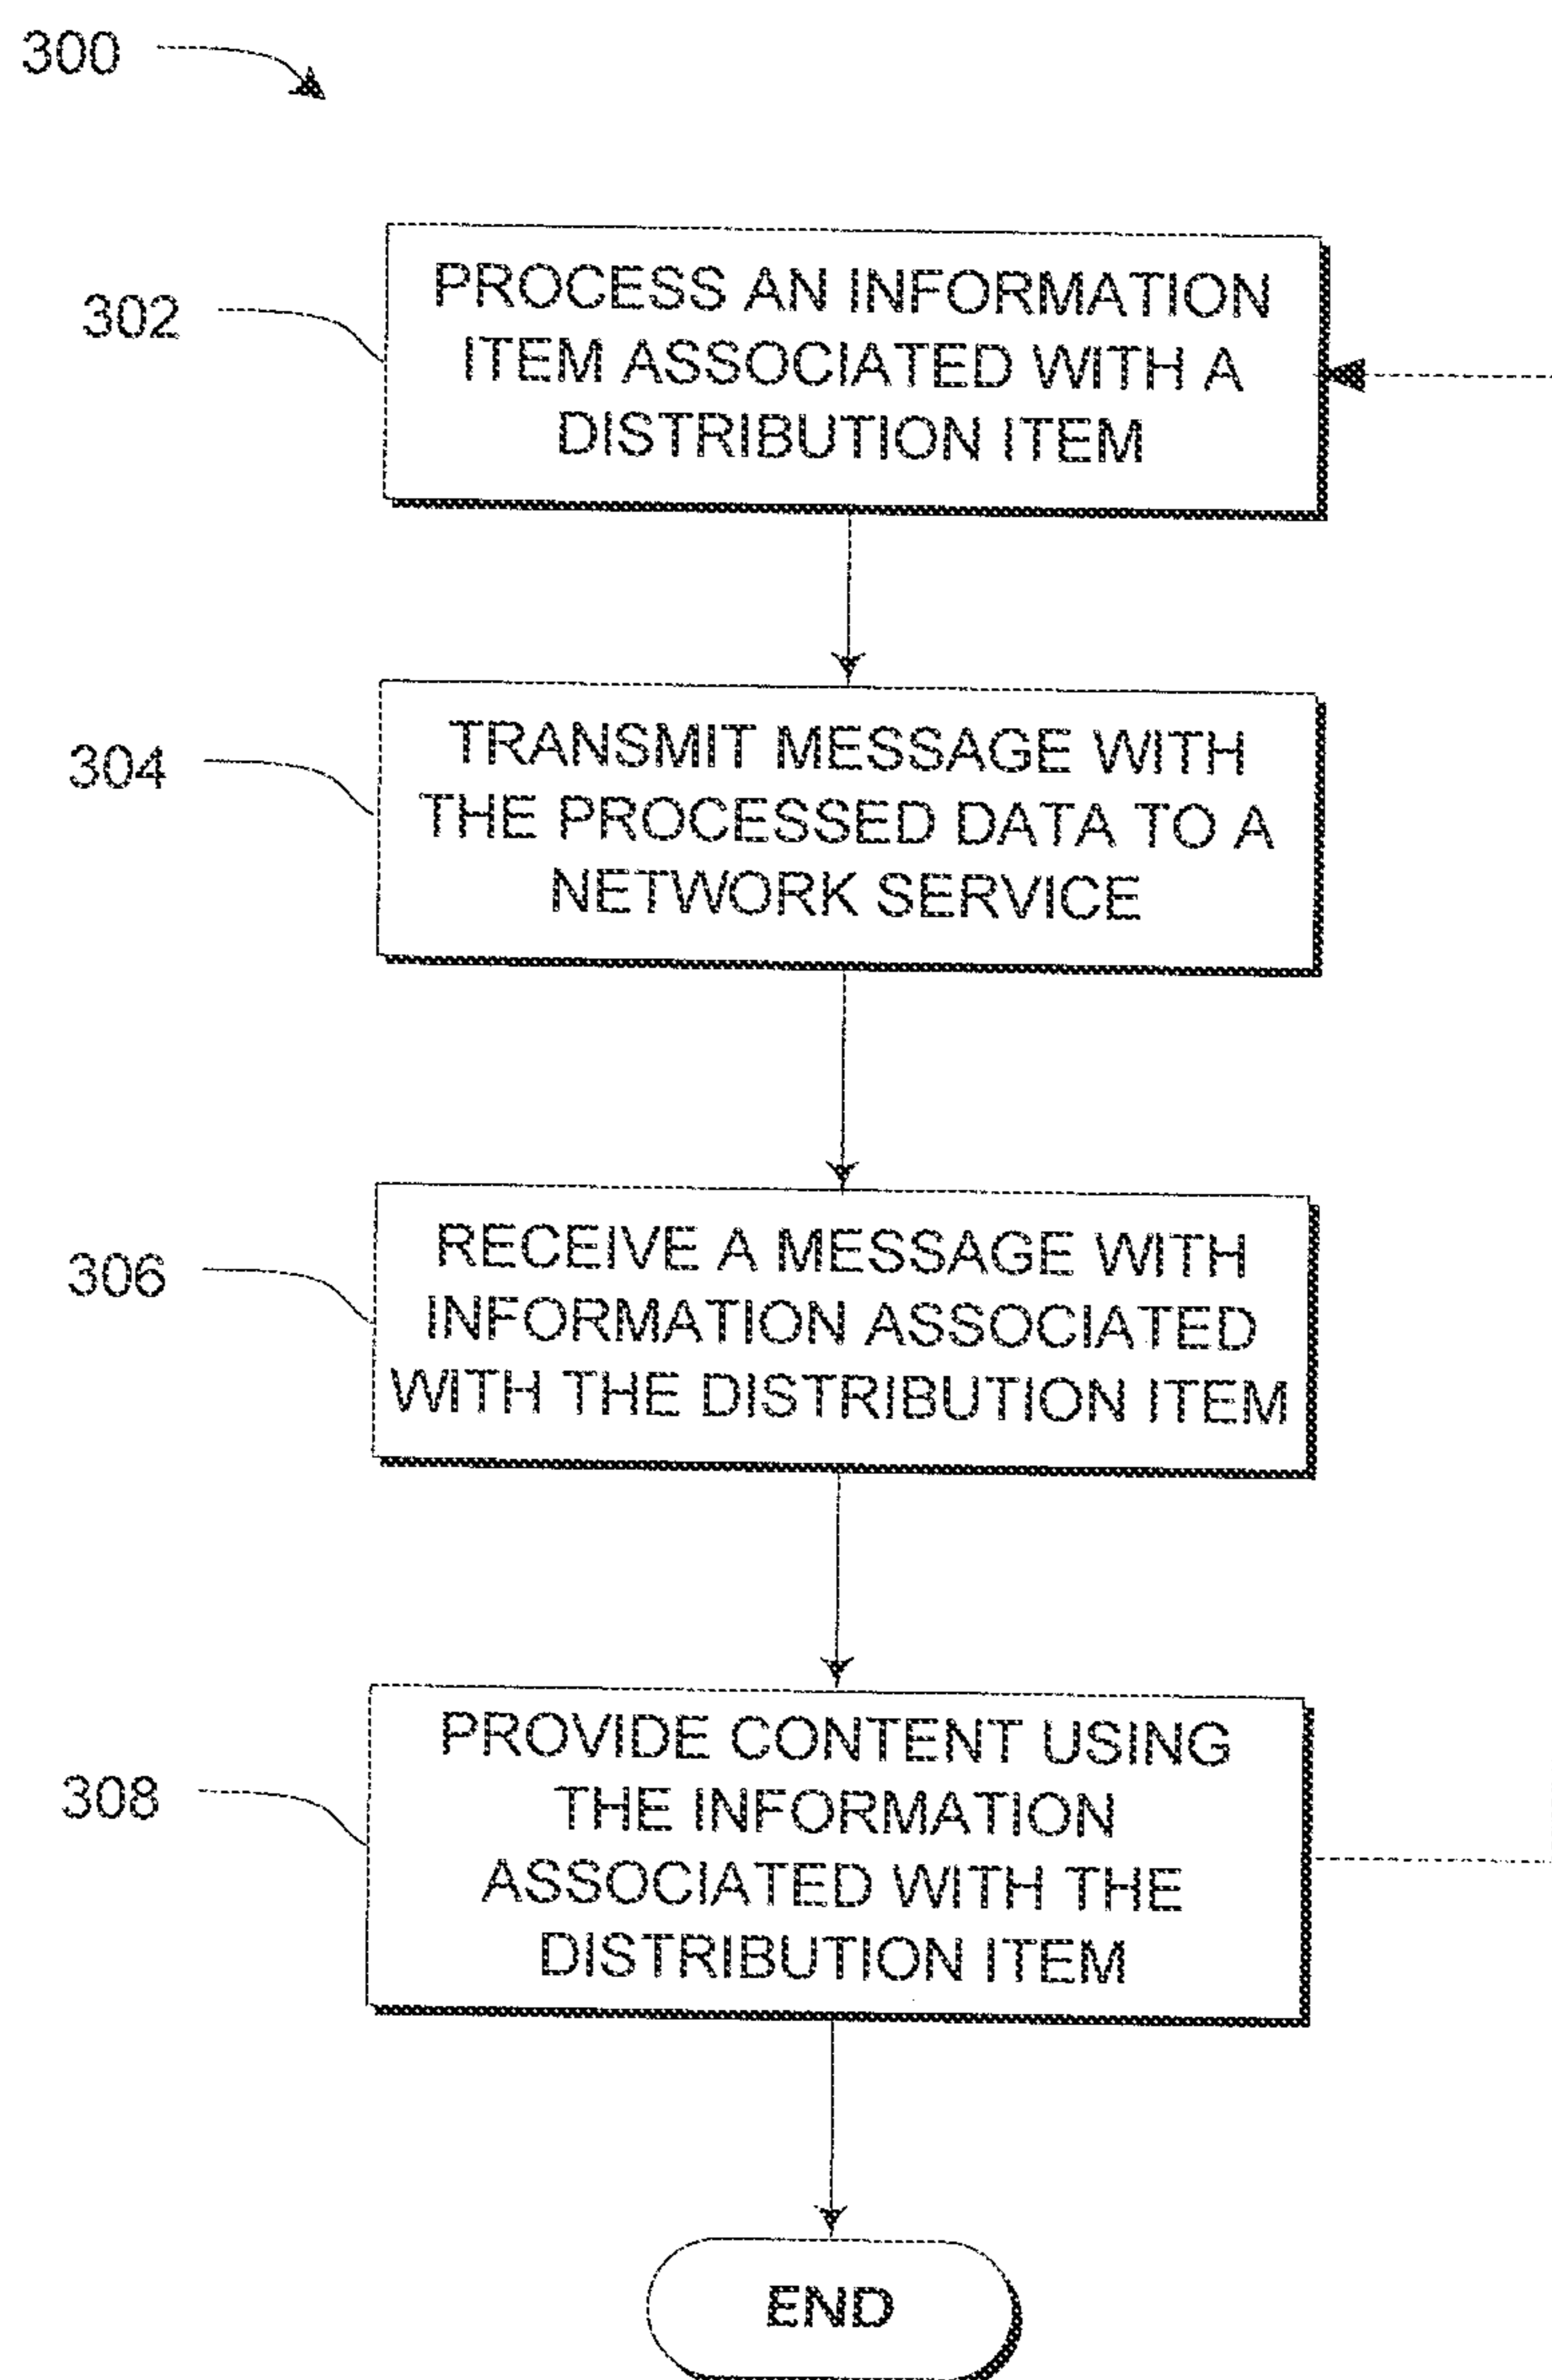 300
302
PROCESS AN INFORMATION
ITEM ASSOCIATED WITH A
DISTRIBUTION ITEM
304
TRANSMIT MESSAGE WITH
THE PROCESSED DATA TO A
NETWORK SERVICE
306
RECEIVE A MESSAGE WITH
INFORMATION ASSOCIATED
WITH THE DISTRIBUTION ITEM
308
PROVIDE CONTENT USING
THE INFORMATION
ASSOCIATED WITH THE
DISTRIBUTION ITEM
END